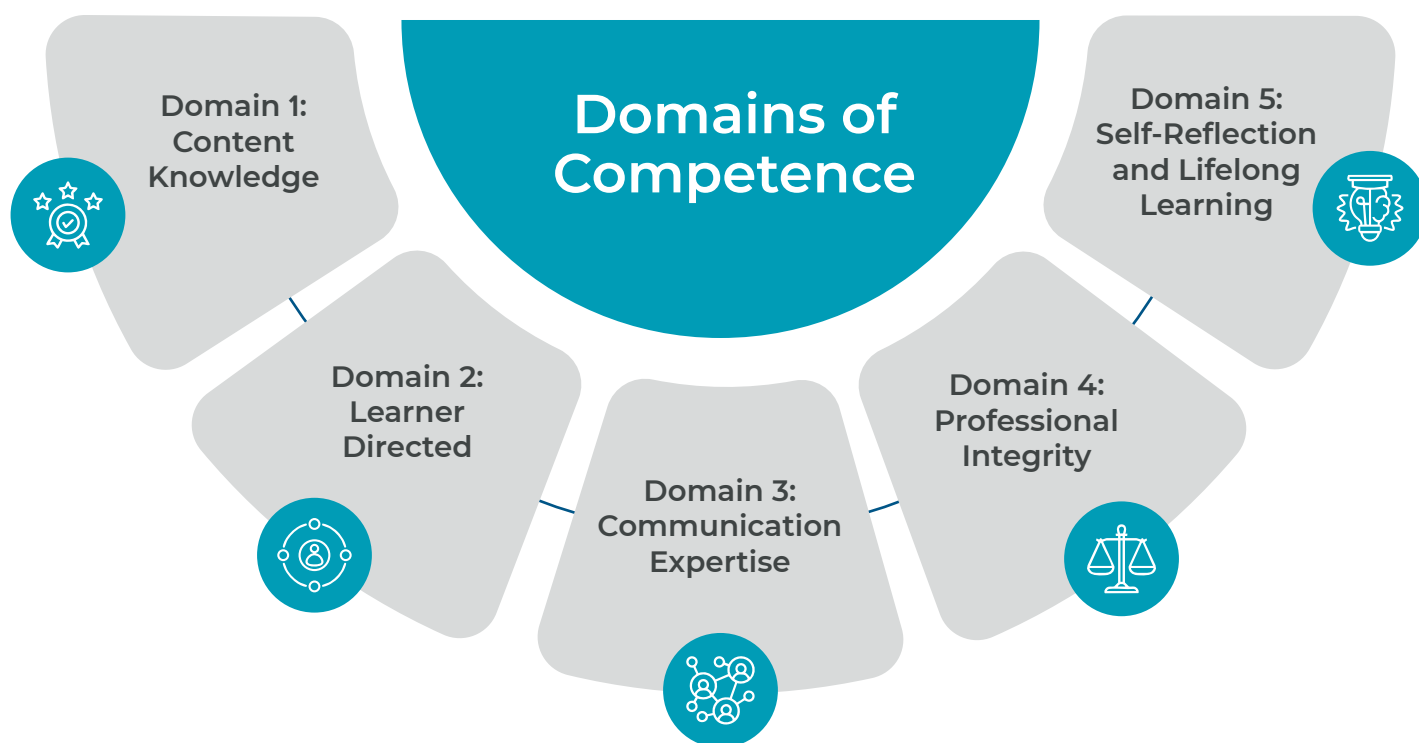 Domains of
Competence
Domain 1:
Content
Knowledge
Domain 2:
Learner
Directed
Domain 3:
Communication
Expertise
Domain 4:
Professional
Integrity
Domain 5:
Self-Reflection
and Lifelong
Learning